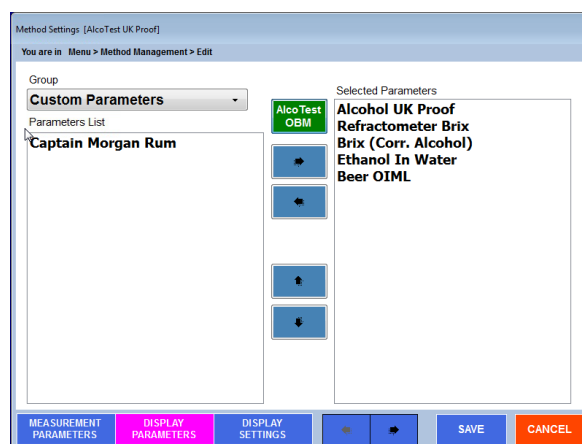 Method Settings [AlcoTest UK Proof]
You are in Menu > Method Management > Edit
Group
Custom Parameters
Parameters List
Captain Morgan Rum
AlcoTest
OBM
Selected Parameters
Alcohol UK Proof
Refractometer Brix
Brix (Corr. Alcohol)
Ethanol In Water
Beer OIML
MEASUREMENT
PARAMETERS
DISPLAY
PARAMETERS
DISPLAY
SETTINGS
SAVE
CANCEL